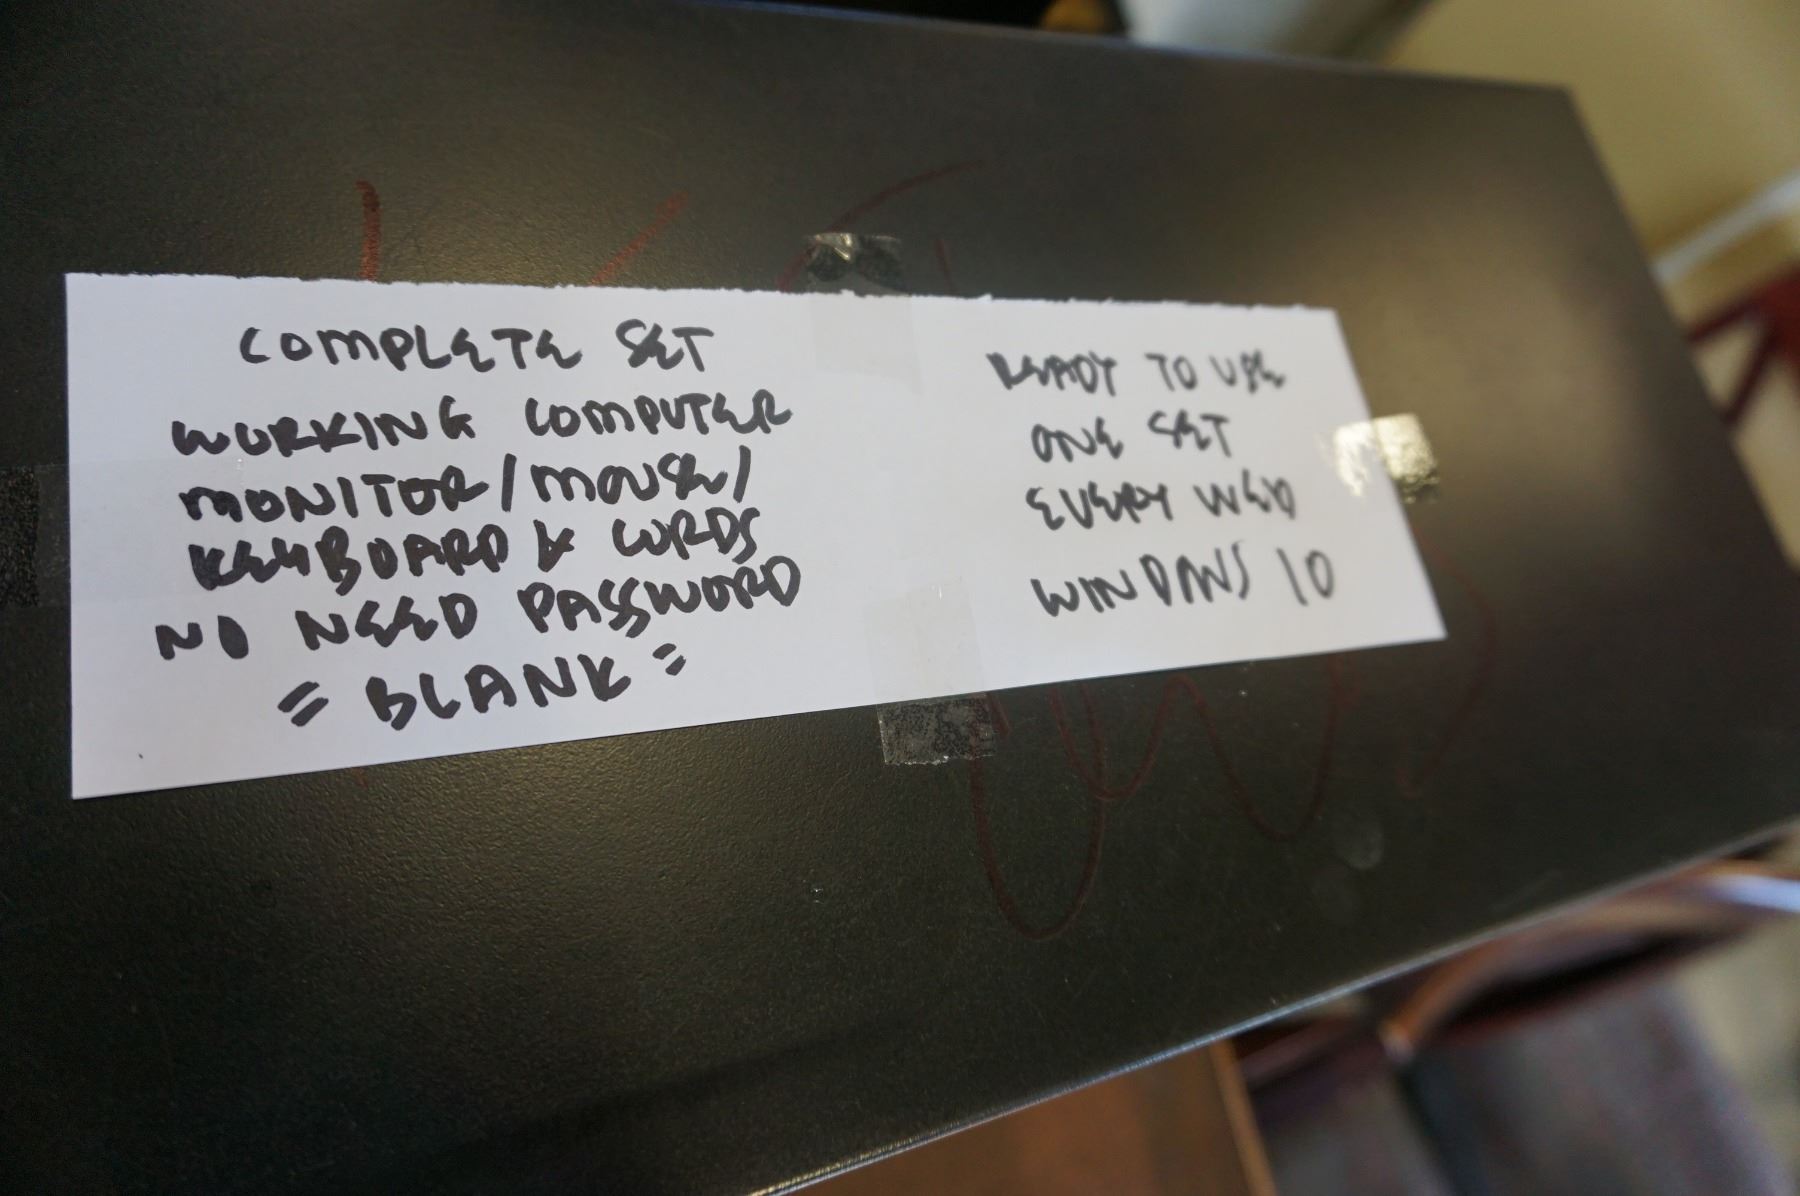 COMPLETE SET
WORKING COMPUTER
MONITOR/MOUSE/
KEYBOARD & CORDS
NO NEED PASSWORD
= BLANK =
READY TO USE
ONE SET
EVERY WED
WINDOWS 10